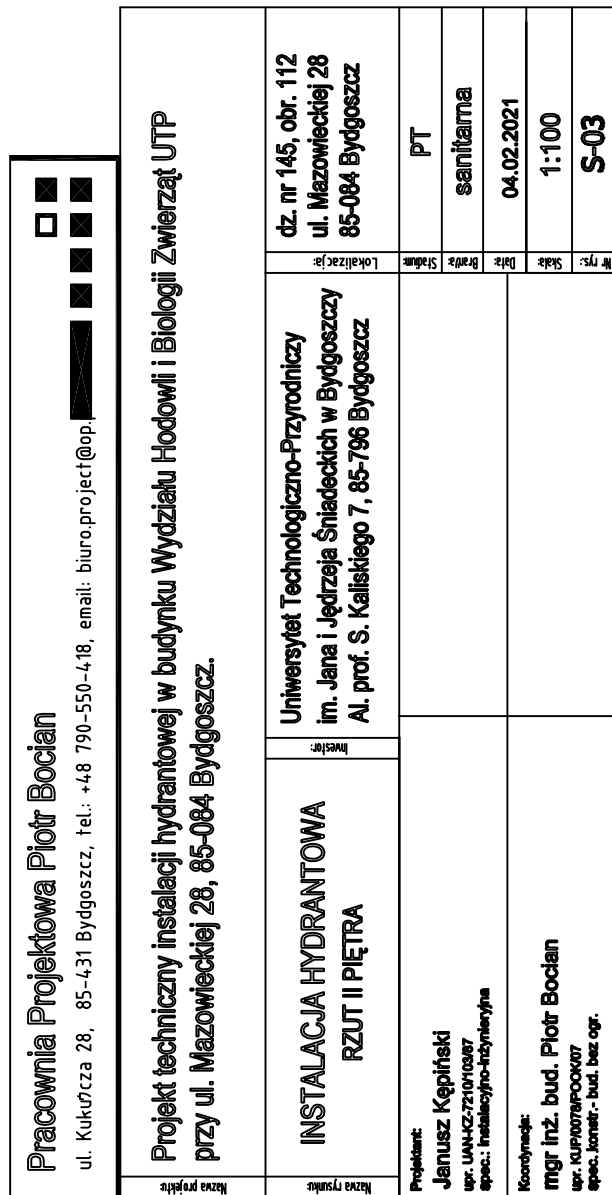 Pracownia Projektowa Piotr Bocian
ul. Kukuľcza 28, 85-431 Bydgoszcz, tel.: +48 790-550-418, email: biuro.project@op.
Nazwa projektu:
Projekt techniczny instalacji hydrantowej w budynku Wydziału Hodowli i Biologii Zwierząt UTP
przy ul. Mazowieckiej 28, 85-084 Bydgoszcz.
Nazwa rysunku:
INSTALACJA HYDRANTOWA
RZUT II PIĘTRA
Inwestor:
Uniwersytet Technologiczno-Przyrodniczy
im. Jana i Jędrzeja Śniadeckich w Bydgoszczy
Al. prof. S. Kaliskiego 7, 85-796 Bydgoszcz
Lokalizacja:
dz. nr 145, obr. 112
ul. Mazowieckiej 28
85-084 Bydgoszcz
Projektant:
Janusz Kępiński
upr. UAN-KZ-7210/103/87
spec.: instalacyjno-inżynieryjna
Koordynacja:
mgr inż. bud. Piotr Bocian
upr. KUP/0078/POOK/07
spec. konstr.- bud. bez ogr.
Stadium:
PT
Branża:
sanitarna
Data:
04.02.2021
Skala:
1:100
Nr rys.:
S-03